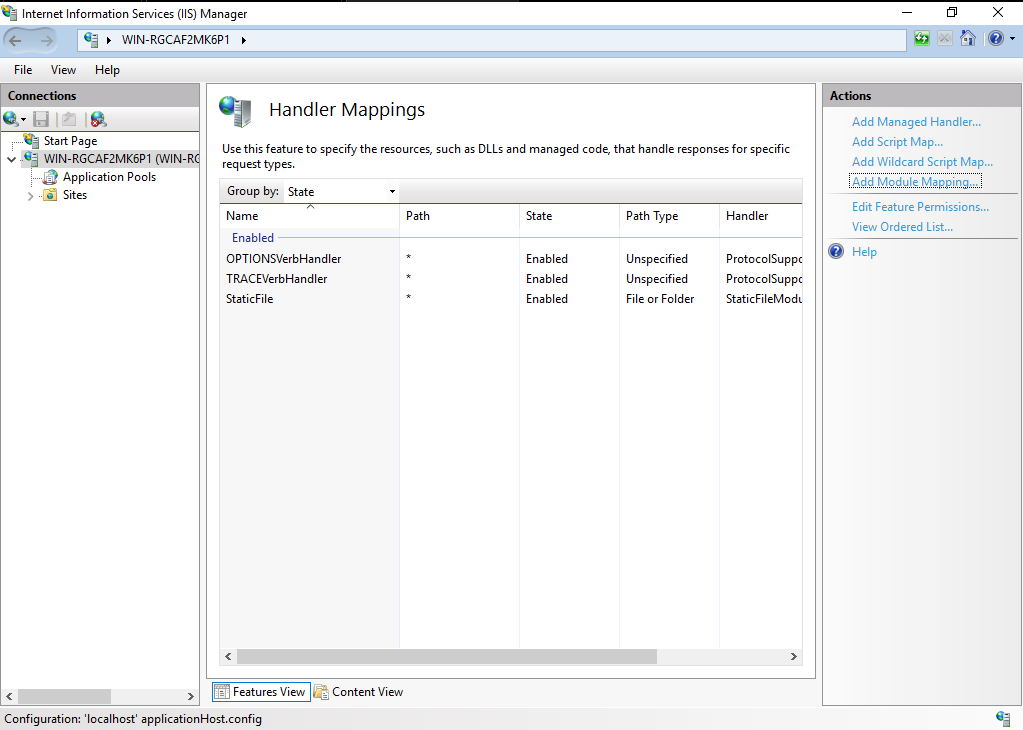 Internet Information Services (IIS) Manager
WIN-RGCAF2MK6P1
File View Help
Connections
Start Page
WIN-RGCAF2MK6P1 (WIN-RG
Application Pools
Sites
Handler Mappings
Use this feature to specify the resources, such as DLLs and managed code, that handle responses for specific
request types.
Group by: State
Name Path State Path Type Handler
Enabled
OPTIONSVerbHandler * Enabled Unspecified ProtocolSuppo
TRACEVerbHandler * Enabled Unspecified ProtocolSuppo
StaticFile * Enabled File or Folder StaticFileModu
Features View Content View
Actions
Add Managed Handler...
Add Script Map...
Add Wildcard Script Map...
Add Module Mapping...
Edit Feature Permissions...
View Ordered List...
Help
Configuration: 'localhost' applicationHost.config